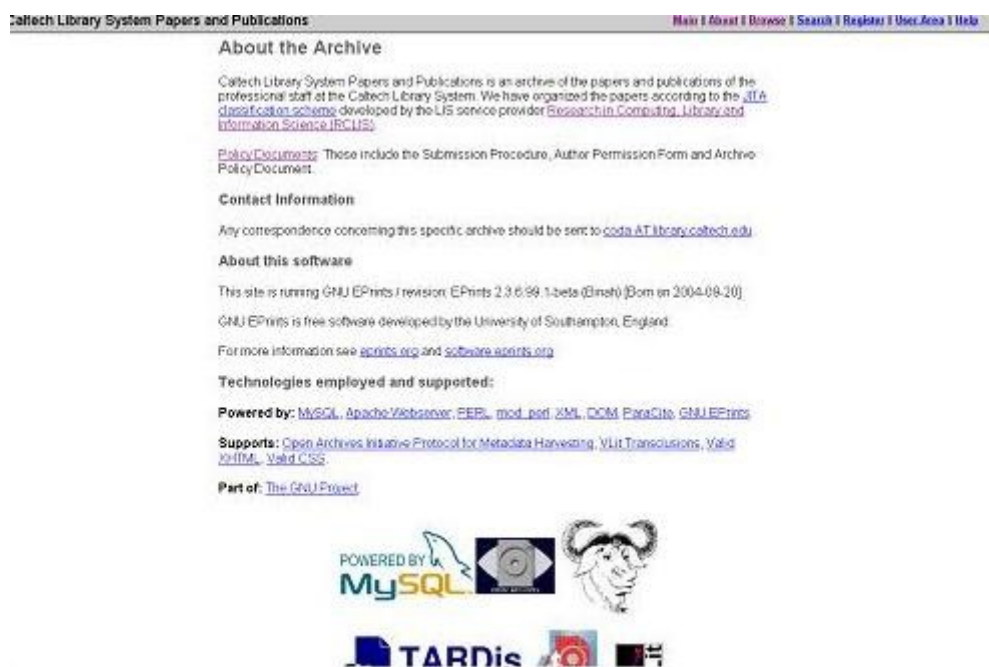 Caltech Library System Papers and Publications
Main | About | Browse | Search | Register | User Area | Help
About the Archive
Caltech Library System Papers and Publications is an archive of the papers and publications of the
professional staff at the Caltech Library System. We have organized the papers according to the JITA
classification scheme developed by the LIS service provider Research in Computing, Library and
Information Science (RCLIS).
Policy Documents. These include the Submission Procedure, Author Permission Form and Archive
Policy Document.
Contact Information
Any correspondence concerning this specific archive should be sent to coda AT library.caltech.edu.
About this software
This site is running GNU EPrints / revision: EPrints 2.3.6.99.1-beta (Binah) [Born on 2004-09-20]
GNU EPrints is free software developed by the University of Southampton, England.
For more information see eprints.org and software.eprints.org
Technologies employed and supported:
Powered by: MySQL, Apache Webserver, PERL, mod_perl, XML, DOM, ParaCite, GNU EPrints
Supports: Open Archives Initiative Protocol for Metadata Harvesting, VLit Transclusions, Valid
XHTML, Valid CSS.
Part of: The GNU Project
POWERED BY
MySQL
TARDis